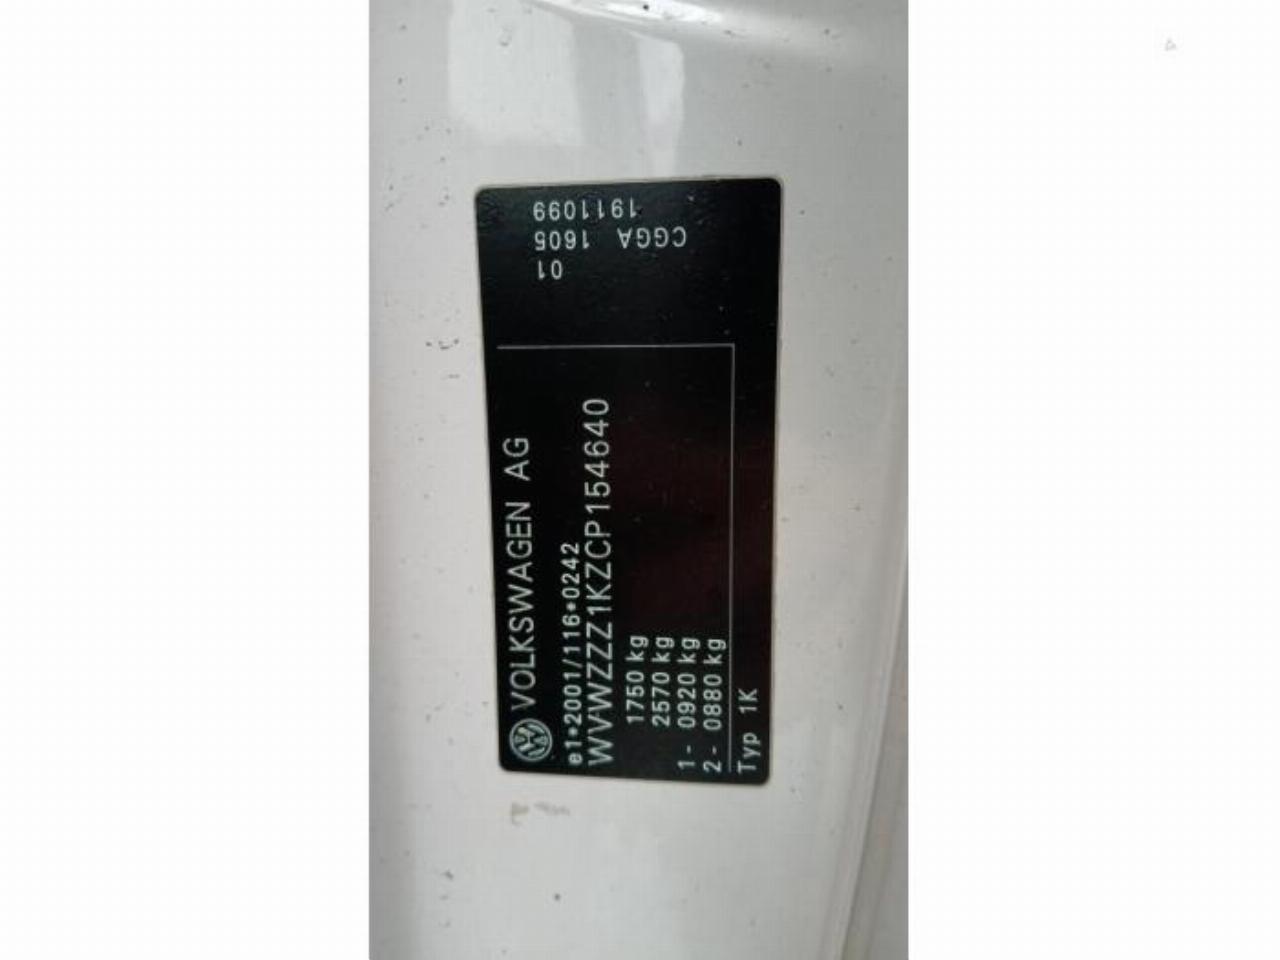 VOLKSWAGEN AG
e1*2001/116*0242
WVWZZZ1KZCP154640
1750 kg
2570 kg
1- 0920 kg
2- 0880 kg
Typ 1K
1911099
CGGA 1605
01